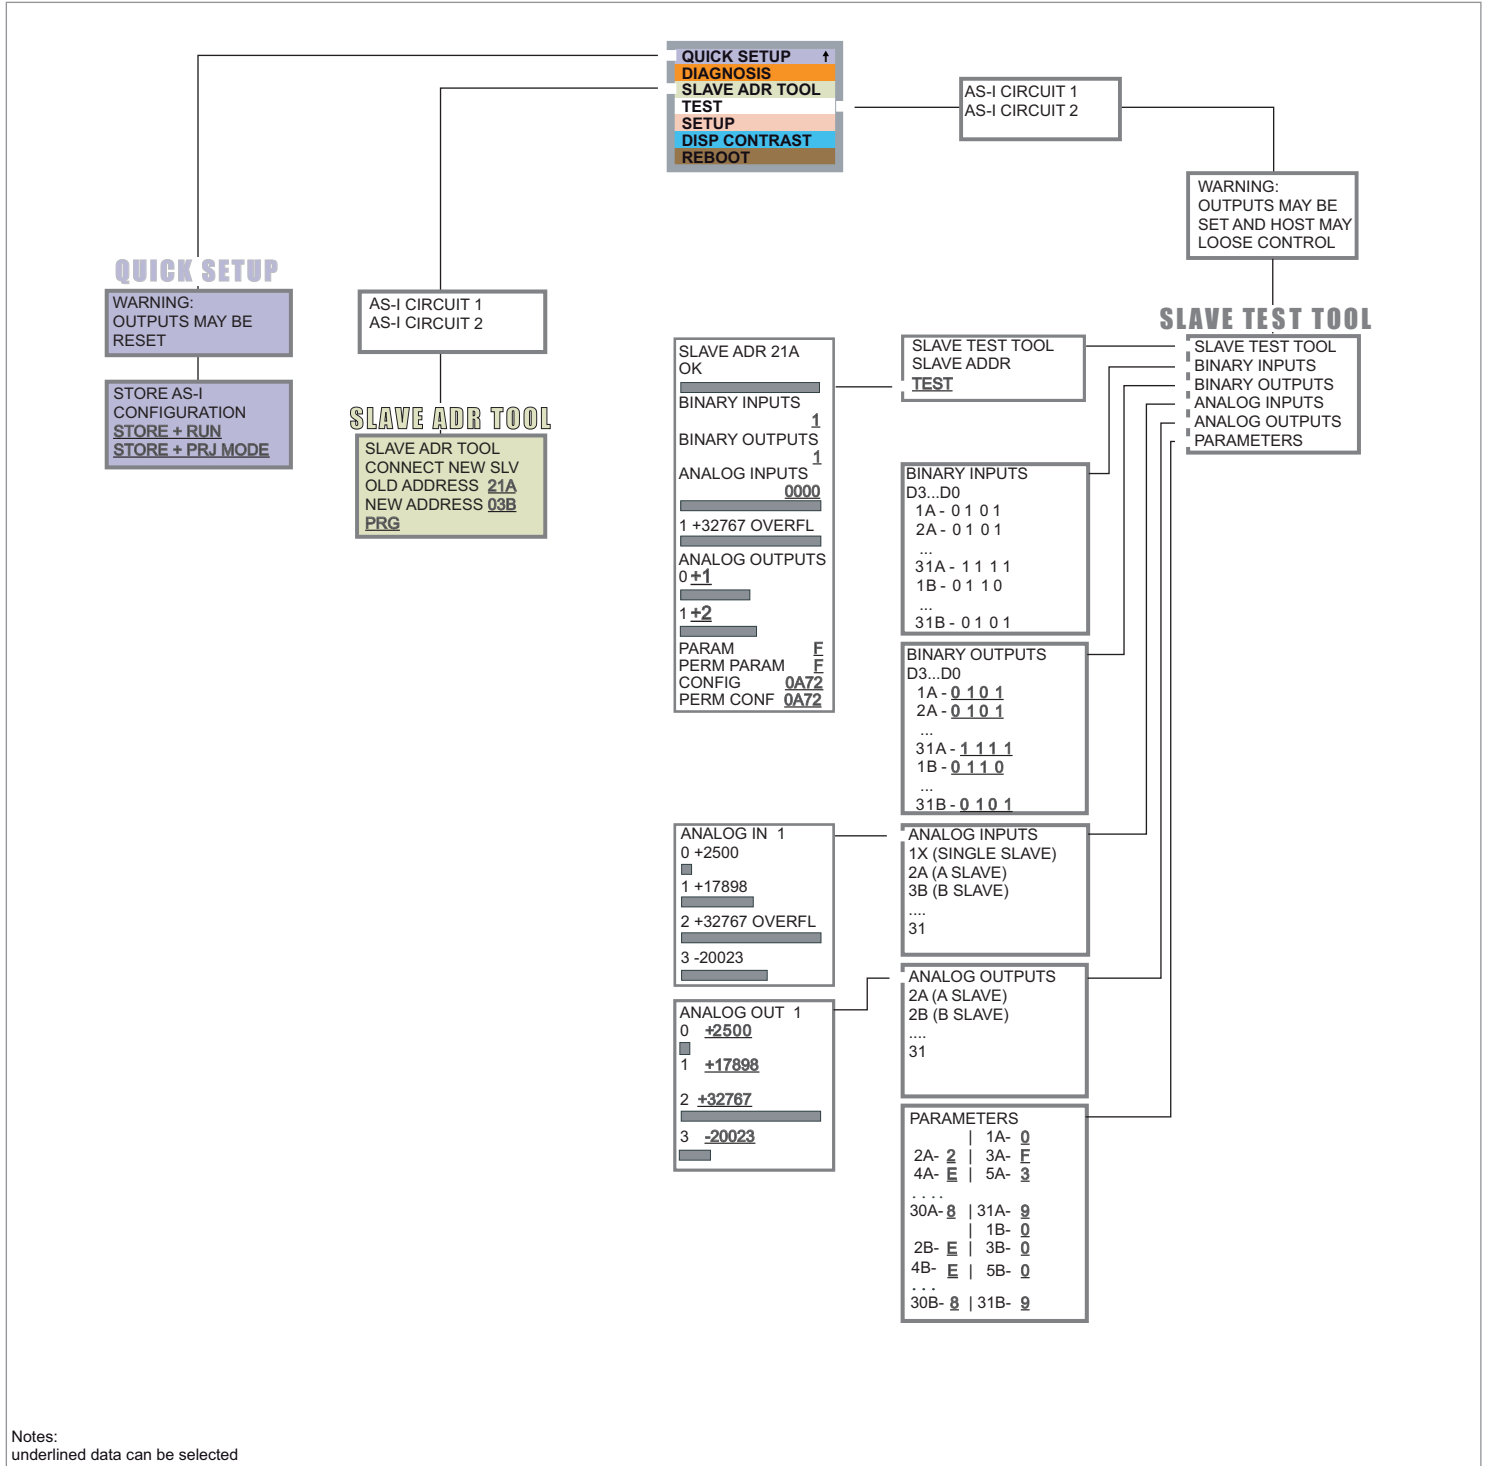 QUICK SETUP ↑
DIAGNOSIS
SLAVE ADR TOOL
TEST
SETUP
DISP CONTRAST
REBOOT
AS-I CIRCUIT 1
AS-I CIRCUIT 2
WARNING:
OUTPUTS MAY BE
SET AND HOST MAY
LOOSE CONTROL
QUICK SETUP
WARNING:
OUTPUTS MAY BE
RESET
STORE AS-I
CONFIGURATION
STORE + RUN
STORE + PRJ MODE
AS-I CIRCUIT 1
AS-I CIRCUIT 2
SLAVE ADR TOOL
SLAVE ADR TOOL
CONNECT NEW SLV
OLD ADDRESS 21A
NEW ADDRESS 03B
PRG
SLAVE TEST TOOL
SLAVE TEST TOOL
BINARY INPUTS
BINARY OUTPUTS
ANALOG INPUTS
ANALOG OUTPUTS
PARAMETERS
SLAVE TEST TOOL
SLAVE ADDR
TEST
SLAVE ADR 21A
OK
BINARY INPUTS
1
BINARY OUTPUTS
1
ANALOG INPUTS
0000
1 +32767 OVERFL
ANALOG OUTPUTS
0 +1
1 +2
PARAM F
PERM PARAM F
CONFIG 0A72
PERM CONF 0A72
BINARY INPUTS
D3...D0
1A - 0 1 0 1
2A - 0 1 0 1
...
31A - 1 1 1 1
1B - 0 1 1 0
...
31B - 0 1 0 1
BINARY OUTPUTS
D3...D0
1A - 0 1 0 1
2A - 0 1 0 1
...
31A - 1 1 1 1
1B - 0 1 1 0
...
31B - 0 1 0 1
ANALOG IN 1
0 +2500
1 +17898
2 +32767 OVERFL
3 -20023
ANALOG INPUTS
1X (SINGLE SLAVE)
2A (A SLAVE)
3B (B SLAVE)
....
31
ANALOG OUT 1
0 +2500
1 +17898
2 +32767
3 -20023
ANALOG OUTPUTS
2A (A SLAVE)
2B (B SLAVE)
....
31
PARAMETERS
| 1A- 0
2A- 2 | 3A- F
4A- E | 5A- 3
. . . .
30A- 8 | 31A- 9
| 1B- 0
2B- E | 3B- 0
4B- E | 5B- 0
. . .
30B- 8 | 31B- 9
Notes:
underlined data can be selected